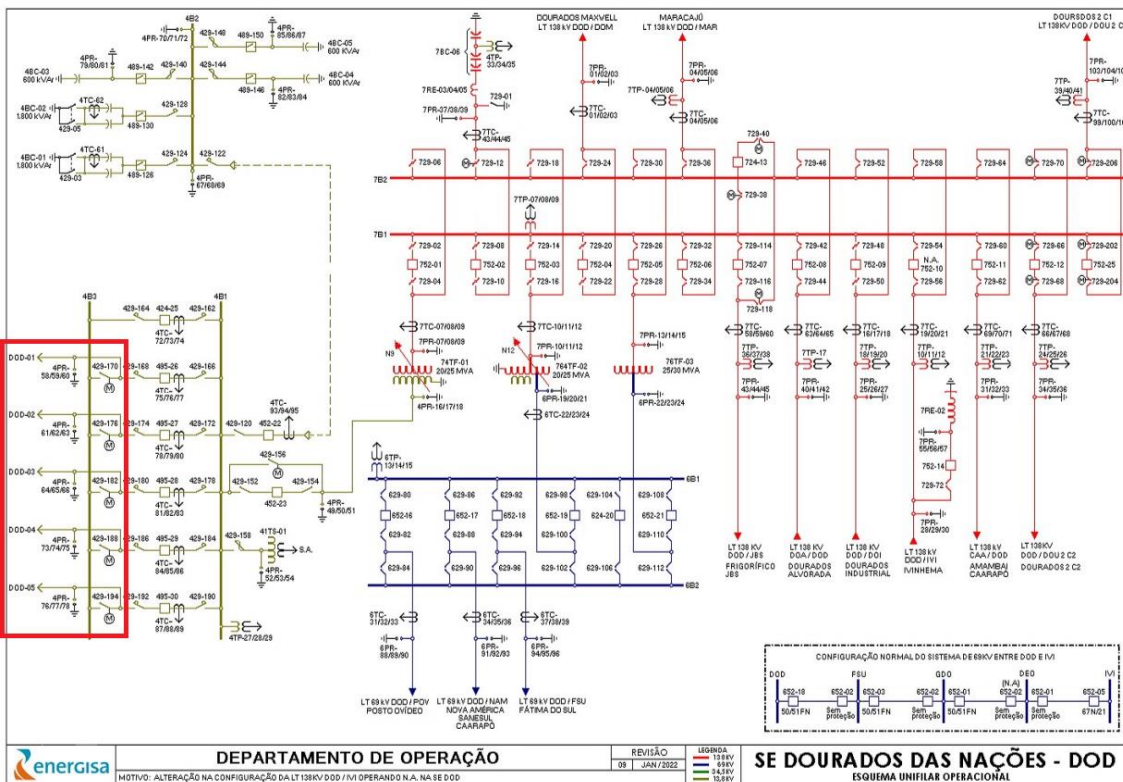 4B2
4PR-70/71/72
429-148
489-150
4PR-85/86/87
4BC-05
600 kVAr
4PR-79/80/81
4BC-03
600 kVAr
489-142
429-140
429-144
489-146
4PR-82/83/84
4BC-04
600 kVAr
4BC-02
1.800 kVAr
4TC-62
429-05
489-130
429-128
4BC-01
1.800 kVAr
4TC-61
429-03
489-126
429-124
429-122
4PR-67/68/69
7BC-06
4TP-33/34/35
7RE-03/04/05
7PR-37/38/39
729-01
7TC-43/44/45
DOURADOS MAXWELL
LT 138 kV DOD / DOM
7PR-01/02/03
7TC-01/02/03
MARACAJÚ
LT 138 kV DOD / MAR
7PR-04/05/06
7TP-04/05/06
7TC-04/05/06
DOURSDOS 2 C1
LT 138KV DOD / DOU 2 C
7PR-103/104/10
7TP-39/40/41
7TC-99/100/10
729-06
729-12
729-18
729-24
729-30
729-36
729-40
724-13
729-38
729-46
729-52
729-58
729-64
729-70
729-206
7B2
7TP-07/08/09
7B1
729-02
752-01
729-04
729-08
752-02
729-10
729-14
752-03
729-16
729-20
752-04
729-22
729-26
752-05
729-28
729-32
752-06
729-34
729-114
752-07
729-116
729-118
729-42
752-08
729-44
729-48
752-09
729-50
729-54
N.A.
752-10
729-56
729-60
752-11
729-62
729-66
752-12
729-68
729-202
752-25
729-204
4B3
4B1
429-164
424-25
429-162
4TC-72/73/74
DOD-01
4PR-58/59/60
429-170
429-168
495-26
429-166
4TC-75/76/77
DOD-02
4PR-61/62/63
429-176
429-174
495-27
429-172
4TC-78/79/80
DOD-03
4PR-64/65/66
429-182
429-180
495-28
429-178
4TC-81/82/83
DOD-04
4PR-73/74/75
429-188
429-186
495-29
429-184
4TC-84/85/86
DOD-05
4PR-76/77/78
429-194
429-192
495-30
429-190
4TC-87/88/89
429-120
452-22
4TC-93/94/95
429-156
429-152
452-23
429-154
4PR-49/50/51
429-158
41TS-01
S.A.
4PR-52/53/54
4TP-27/28/29
7TC-07/08/09
7PR-07/08/09
N9
74TF-01
20/25 MVA
4PR-16/17/18
7TC-10/11/12
7PR-10/11/12
N12
764TF-02
20/25 MVA
6PR-19/20/21
6TC-22/23/24
7PR-13/14/15
76TF-03
25/30 MVA
6PR-22/23/24
7TC-58/59/60
7TP-36/37/38
7PR-43/44/45
7TC-63/64/65
7TP-17
7PR-40/41/42
7TC-16/17/18
7TP-18/19/20
7PR-25/26/27
7TC-19/20/21
7TP-10/11/12
7RE-02
7PR-55/56/57
752-14
729-72
7PR-28/29/30
7TC-69/70/71
7TP-21/22/23
7PR-31/32/33
7TC-66/67/68
7TP-24/25/26
7PR-34/35/36
LT 138 KV
DOD / JBS
FRIGORÍFICO
JBS
LT 138 KV
DOA / DOD
DOURADOS
ALVORADA
LT 138 KV
DOD / DOI
DOURADOS
INDUSTRIAL
LT 138 kV
DOD / IVI
IVINHEMA
LT 138 kV
CAA / DOD
AMAMBAI
CAARAPÓ
LT 138KV
DOD / DOU2 C2
DOURADOS 2 C2
6TP-13/14/15
6B1
629-80
652-16
629-82
629-84
629-86
652-17
629-88
629-90
629-92
652-18
629-94
629-96
629-98
652-19
629-100
629-102
629-104
624-20
629-106
629-108
652-21
629-110
629-112
6B2
6TC-31/32/33
6PR-88/89/90
6TC-34/35/36
6PR-91/92/93
6TC-37/38/39
6PR-94/95/96
LT 69 kV DOD / POV
POSTO OVÍDEO
LT 69 kV DOD / NAM
NOVA AMÉRICA
SANESUL
CAARAPÓ
LT 69 kV DOD / FSU
FÁTIMA DO SUL
CONFIGURAÇÃO NORMAL DO SISTEMA DE 69KV ENTRE DOD E IVI
DOD
FSU
GDO
DEO
(N.A)
IVI
652-18
50/51FN
652-02
Sem proteção
652-03
50/51FN
652-02
Sem proteção
652-01
50/51FN
652-02
Sem proteção
652-01
Sem proteção
652-05
67N/21
energisa
DEPARTAMENTO DE OPERAÇÃO
MOTIVO: ALTERAÇÃO NA CONFIGURAÇÃO DA LT 138KV DOD / IVI OPERANDO N.A. NA SE DOD
REVISÃO
09
JAN/2022
LEGENDA
138KV
69KV
34,5KV
13,8KV
SE DOURADOS DAS NAÇÕES - DOD
ESQUEMA UNIFILAR OPERACIONAL